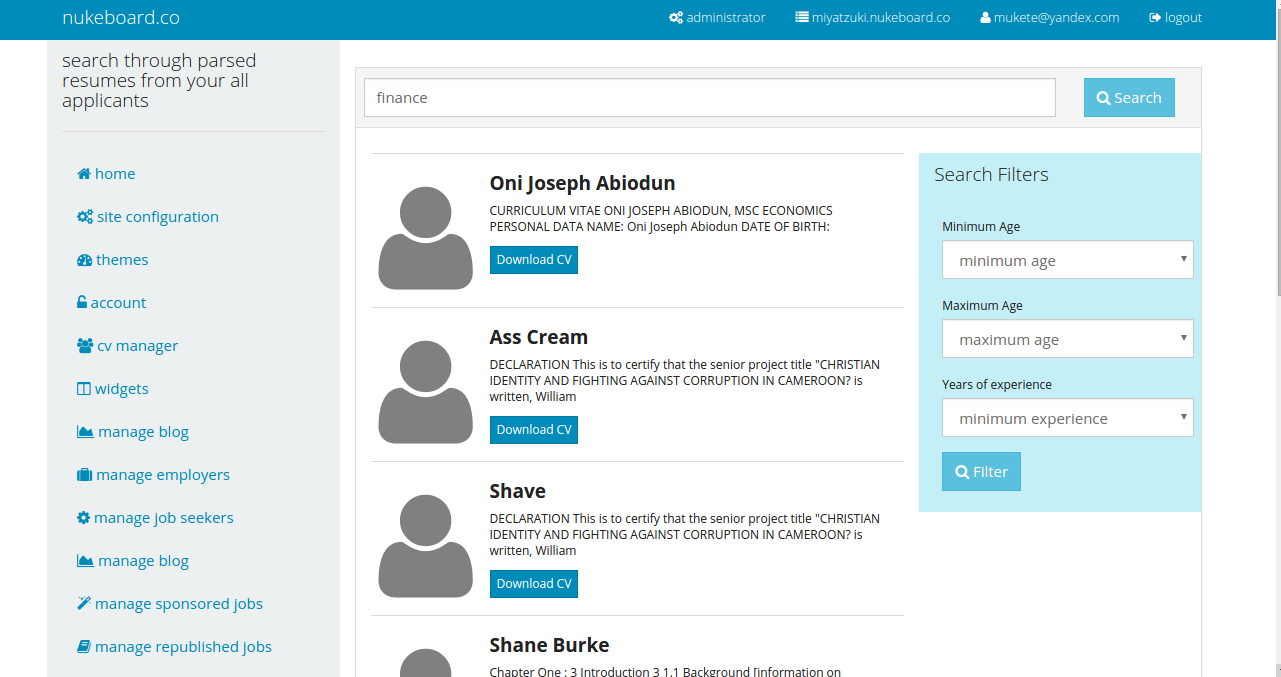 nukeboard.co
administrator
miyatzuki.nukeboard.co
mukete@yandex.com
logout
search through parsed
resumes from your all
applicants
home
site configuration
themes
account
cv manager
widgets
manage blog
manage employers
manage job seekers
manage blog
manage sponsored jobs
manage republished jobs
finance
Search
Oni Joseph Abiodun
CURRICULUM VITAE ONI JOSEPH ABIODUN, MSC ECONOMICS
PERSONAL DATA NAME: Oni Joseph Abiodun DATE OF BIRTH:
Download CV
Ass Cream
DECLARATION This is to certify that the senior project title "CHRISTIAN
IDENTITY AND FIGHTING AGAINST CORRUPTION IN CAMEROON? is
written, William
Download CV
Shave
DECLARATION This is to certify that the senior project title "CHRISTIAN
IDENTITY AND FIGHTING AGAINST CORRUPTION IN CAMEROON? is
written, William
Download CV
Shane Burke
Chapter One : 3 Introduction 3 1.1 Background [information on
Search Filters
Minimum Age
minimum age
Maximum Age
maximum age
Years of experience
minimum experience
Filter